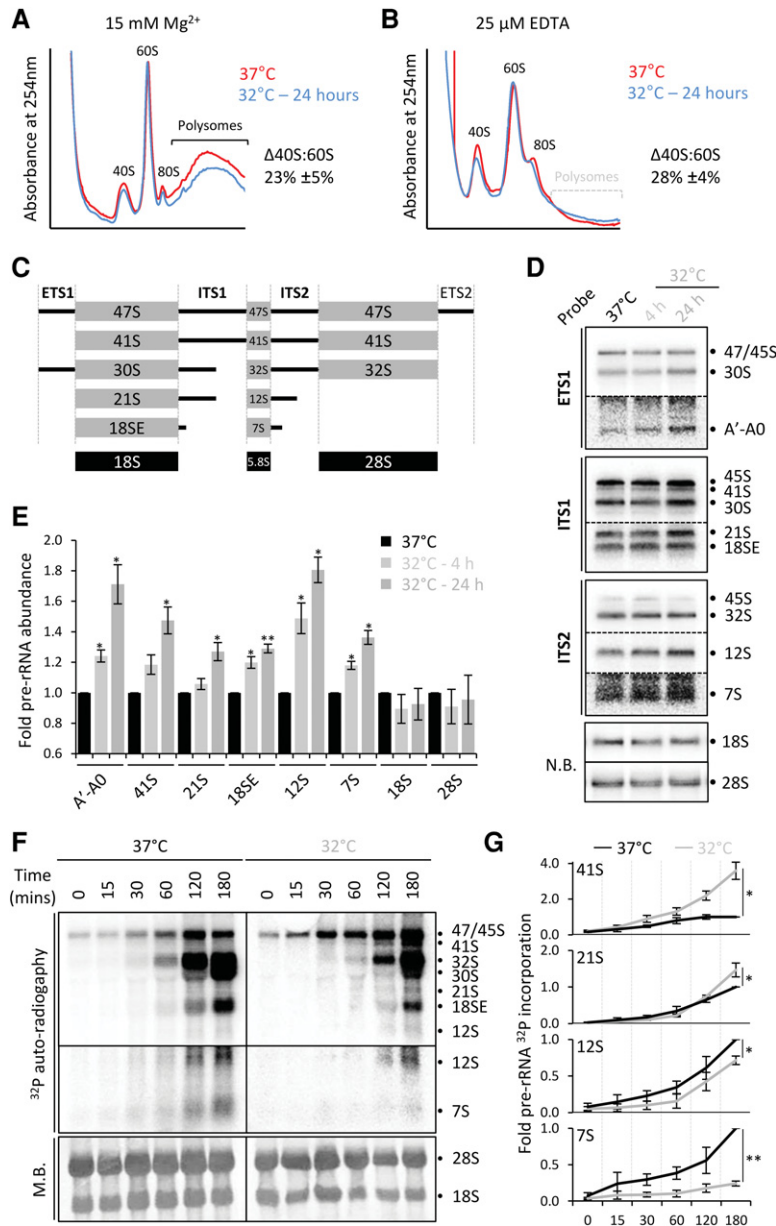 A
15 mm Mg²⁺
Absorbance at 254nm
60S
37°C
32°C – 24 hours
Polysomes
40S
80S
Δ40S:60S
23% ±5%
B
25 µM EDTA
Absorbance at 254nm
60S
37°C
32°C – 24 hours
40S
80S
Δ40S:60S
28% ±4%
Polysomes
C
ETS1 ITS1 ITS2 ETS2
47S 47S 47S
41S 41S 41S
30S 32S 32S
21S 12S
18SE 7S
18S 5.8S 28S
D
Probe 37°C 32°C
4 h 24 h
ETS1
47/45S
30S
A′-A0
ITS1
45S
41S
30S
21S
18SE
ITS2
45S
32S
12S
7S
N.B.
18S
28S
E
Fold pre-rRNA abundance
2.0
1.8
1.6
1.4
1.2
1.0
0.8
0.6
37°C
32°C - 4 h
32°C - 24 h
* * * * * ** * * * *
A′-A0 41S 21S 18SE 12S 7S 18S 28S
F
37°C 32°C
Time
(mins)
0 15 30 60 120 180 0 15 30 60 120 180
³²P auto-radigraphy
47/45S
41S
32S
30S
21S
18SE
12S
12S
7S
M.B.
28S
18S
G
37°C 32°C
Fold pre-rRNA ³²P incorporation
41S
4.0
2.0
0.0
*
21S
2.0
1.0
0.0
*
12S
1.0
0.5
0.0
*
7S
1.0
0.5
0.0
**
0 15 30 60 120 180